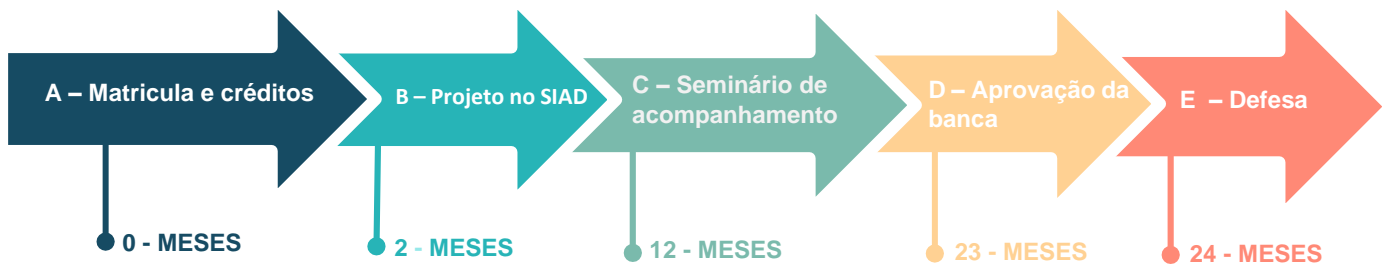 A – Matricula e créditos
B – Projeto no SIAD
C – Seminário de
acompanhamento
D – Aprovação da
banca
E – Defesa
0 - MESES
2 - MESES
12 - MESES
23 - MESES
24 - MESES